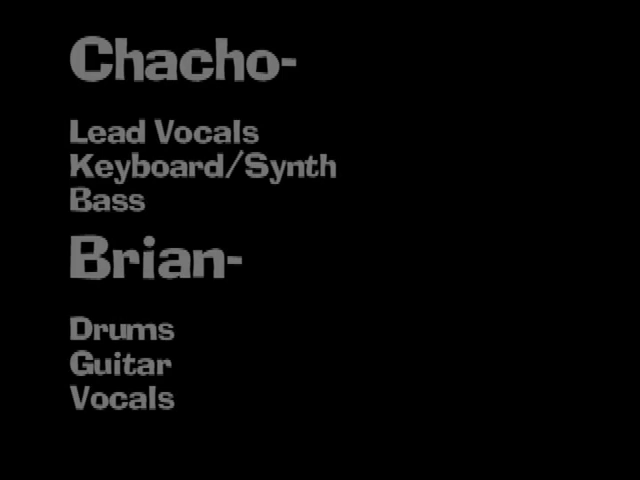 Chacho-
Lead Vocals
Keyboard/Synth
Bass
Brian-
Drums
Guitar
Vocals